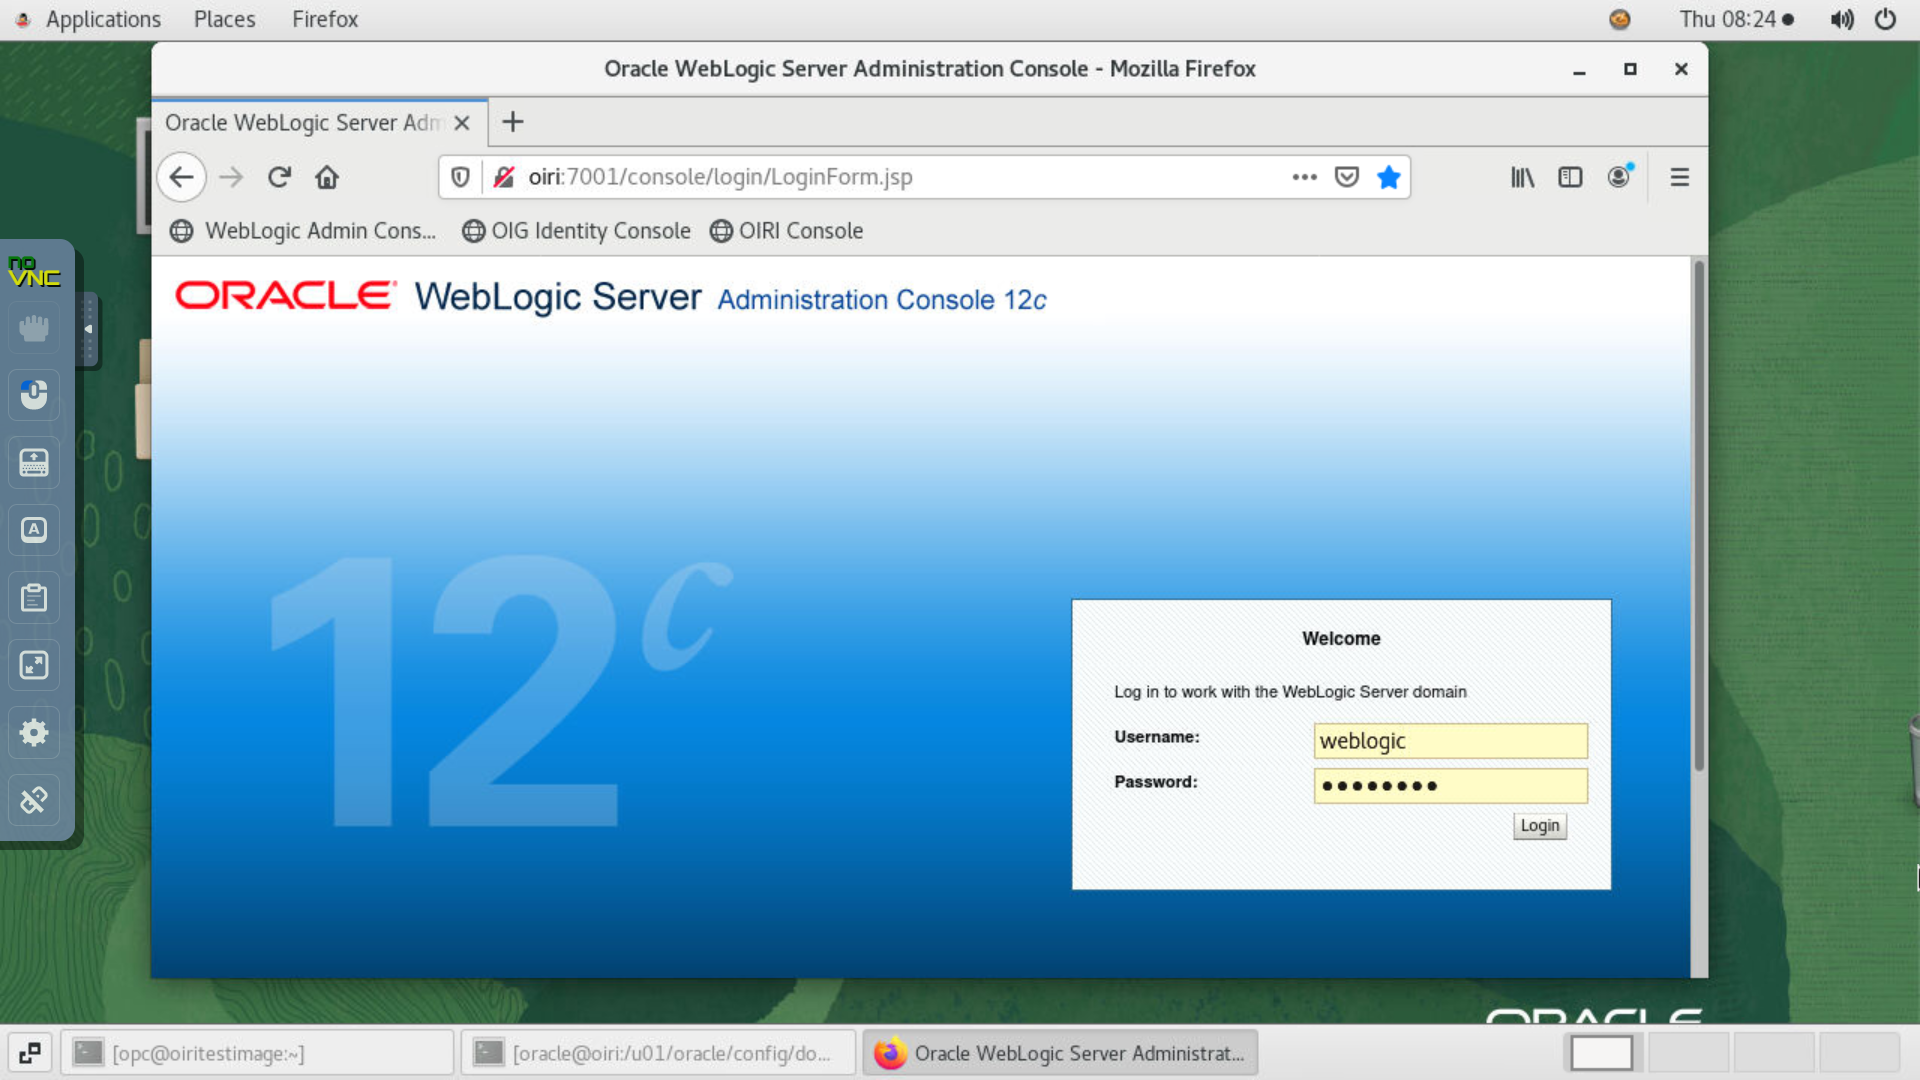 Applications Places Firefox Thu 08:24
Oracle WebLogic Server Administration Console - Mozilla Firefox
Oracle WebLogic Server Adm
oiri:7001/console/login/LoginForm.jsp
WebLogic Admin Cons... OIG Identity Console OIRI Console
no
VNC
ORACLE WebLogic Server Administration Console 12c
12c
A
Welcome
Log in to work with the WebLogic Server domain
Username: weblogic
Password: ••••••••
Login
ORACLE
[opc@oiritestimage:~] [oracle@oiri:/u01/oracle/config/do... Oracle WebLogic Server Administrat...